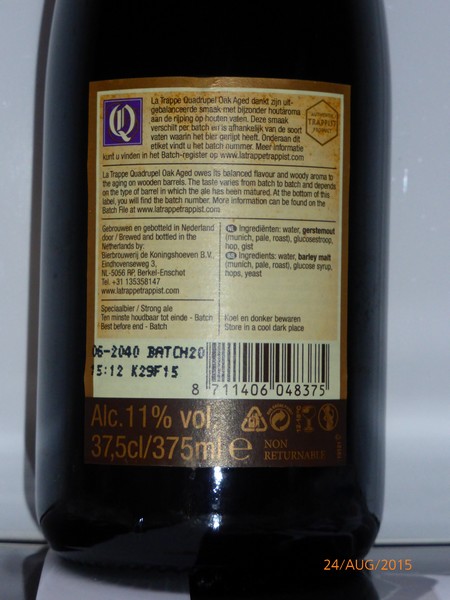 Q
La Trappe Quadrupel Oak Aged dankt zijn uit-
gebalanceerde smaak met bijzonder houtaroma
aan de rijping op houten vaten. Deze smaak
verschilt per batch en is afhankelijk van de soort
vaten waarin het bier gerijpt heeft. Onderaan dit
etiket vindt u het batch nummer. Meer informatie
kunt u vinden in het Batch-register op www.latrappetrappist.com
AUTHENTIC
TRAPPIST
PRODUCT
La Trappe Quadrupel Oak Aged owes its balanced flavour and woody aroma to
the aging on wooden barrels. The taste varies from batch to batch and depends
on the type of barrel in which the ale has been matured. At the bottom of this
label, you will find the batch number. More information can be found on the
Batch File at www.latrappetrappist.com
Gebrouwen en gebotteld in Nederland
door / Brewed and bottled in the
Netherlands by:
Bierbrouwerij de Koningshoeven B.V.
Eindhovenseweg 3,
NL-5056 RP, Berkel-Enschot
Tel. +31 135358147
www.latrappetrappist.com
NL Ingrediënten: water, gerstemout
(munich, pale, roast), glucosestroop,
hop, gist
Ingredients: water, barley malt
(munich, pale, roast), glucose syrup,
hops, yeast
Speciaalbier / Strong ale
Ten minste houdbaar tot einde - Batch
Best before end - Batch
Koel en donker bewaren
Store in a cool dark place
06-2040 BATCH20
15:12 K29F15
8 711406 048375
Alc. 11% vol.
37,5cl/375ml e
NON
RETURNABLE
24/AUG/2015